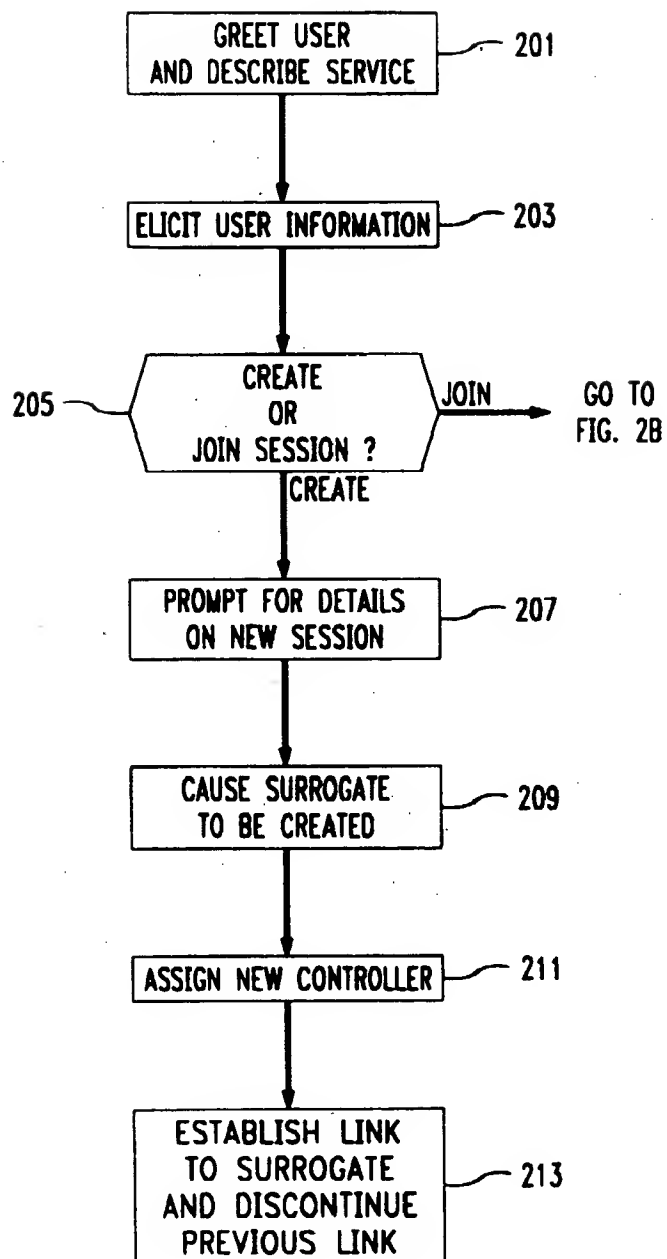 GREET USER
AND DESCRIBE SERVICE
201
ELICIT USER INFORMATION
203
205
CREATE
OR
JOIN SESSION ?
JOIN
GO TO
FIG. 2B
CREATE
PROMPT FOR DETAILS
ON NEW SESSION
207
CAUSE SURROGATE
TO BE CREATED
209
ASSIGN NEW CONTROLLER
211
ESTABLISH LINK
TO SURROGATE
AND DISCONTINUE
PREVIOUS LINK
213